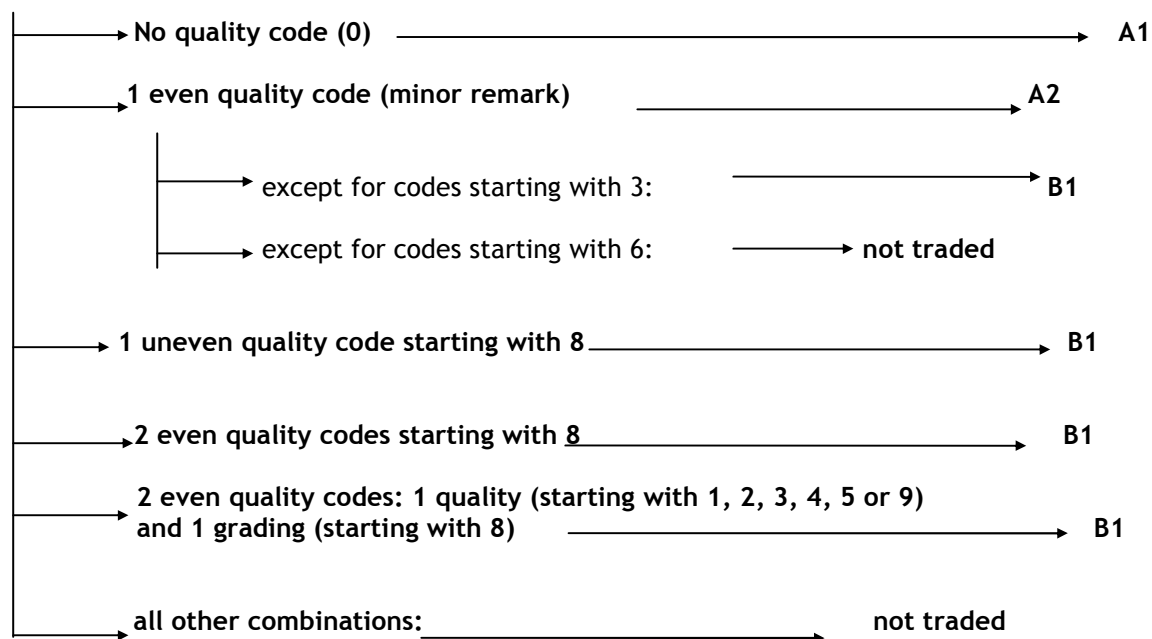 No quality code (0) A1
1 even quality code (minor remark) A2
except for codes starting with 3: B1
except for codes starting with 6: not traded
1 uneven quality code starting with 8 B1
2 even quality codes starting with 8 B1
2 even quality codes: 1 quality (starting with 1, 2, 3, 4, 5 or 9)
and 1 grading (starting with 8) B1
all other combinations: not traded